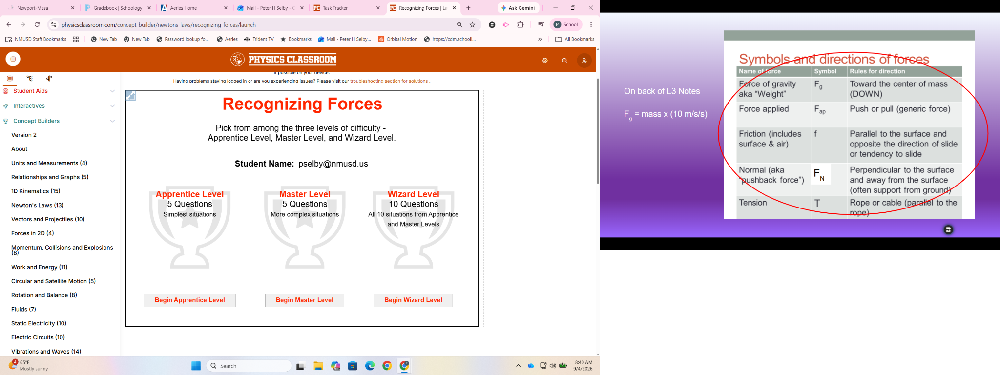 Newport-Mesa
Gradebook | Schoology
Aeries Home
Mail - Peter H Selby - O
Task Tracker
Recognizing Forces | La
Ask Gemini
physicsclassroom.com/concept-builder/newtons-laws/recognizing-forces/launch
School
NMUSD Staff Bookmarks
New Tab
New Tab
Password lookup fo...
Aeries
Trident TV
Bookmarks
Mail - Peter H Selby...
Orbital Motion
https://cdm.schooll...
All Bookmarks
PHYSICS CLASSROOM
if possible on your device.
Having problems staying logged in or are you experiencing issues? Please visit our troubleshooting section for solutions .
Student Aids
Interactives
Concept Builders
Version 2
About
Units and Measurements (4)
Relationships and Graphs (5)
1D Kinematics (15)
Newton's Laws (13)
Vectors and Projectiles (10)
Forces in 2D (4)
Momentum, Collisions and Explosions
(8)
Work and Energy (11)
Circular and Satellite Motion (5)
Rotation and Balance (8)
Fluids (7)
Static Electricity (10)
Electric Circuits (10)
Vibrations and Waves (14)
Recognizing Forces
Pick from among the three levels of difficulty -
Apprentice Level, Master Level, and Wizard Level.
Student Name: pselby@nmusd.us
Apprentice Level
5 Questions
Simplest situations
Begin Apprentice Level
Master Level
5 Questions
More complex situations
Begin Master Level
Wizard Level
10 Questions
All 10 situations from Apprentice
and Master Levels
Begin Wizard Level
4
65°F
Mostly sunny
Search
8:40 AM
9/4/2026
On back of L3 Notes
Fg = mass x (10 m/s/s)
Symbols and directions of forces
Name of force Symbol Rules for direction
Force of gravity
aka “Weight”
Fg
Toward the center of mass
(DOWN)
Force applied
Fap
Push or pull (generic force)
Friction (includes
surface & air)
f
Parallel to the surface and
opposite the direction of slide
or tendency to slide
Normal (aka
“pushback force”)
FN
Perpendicular to the surface
and away from the surface
(often support from ground)
Tension
T
Rope or cable (parallel to the
rope)